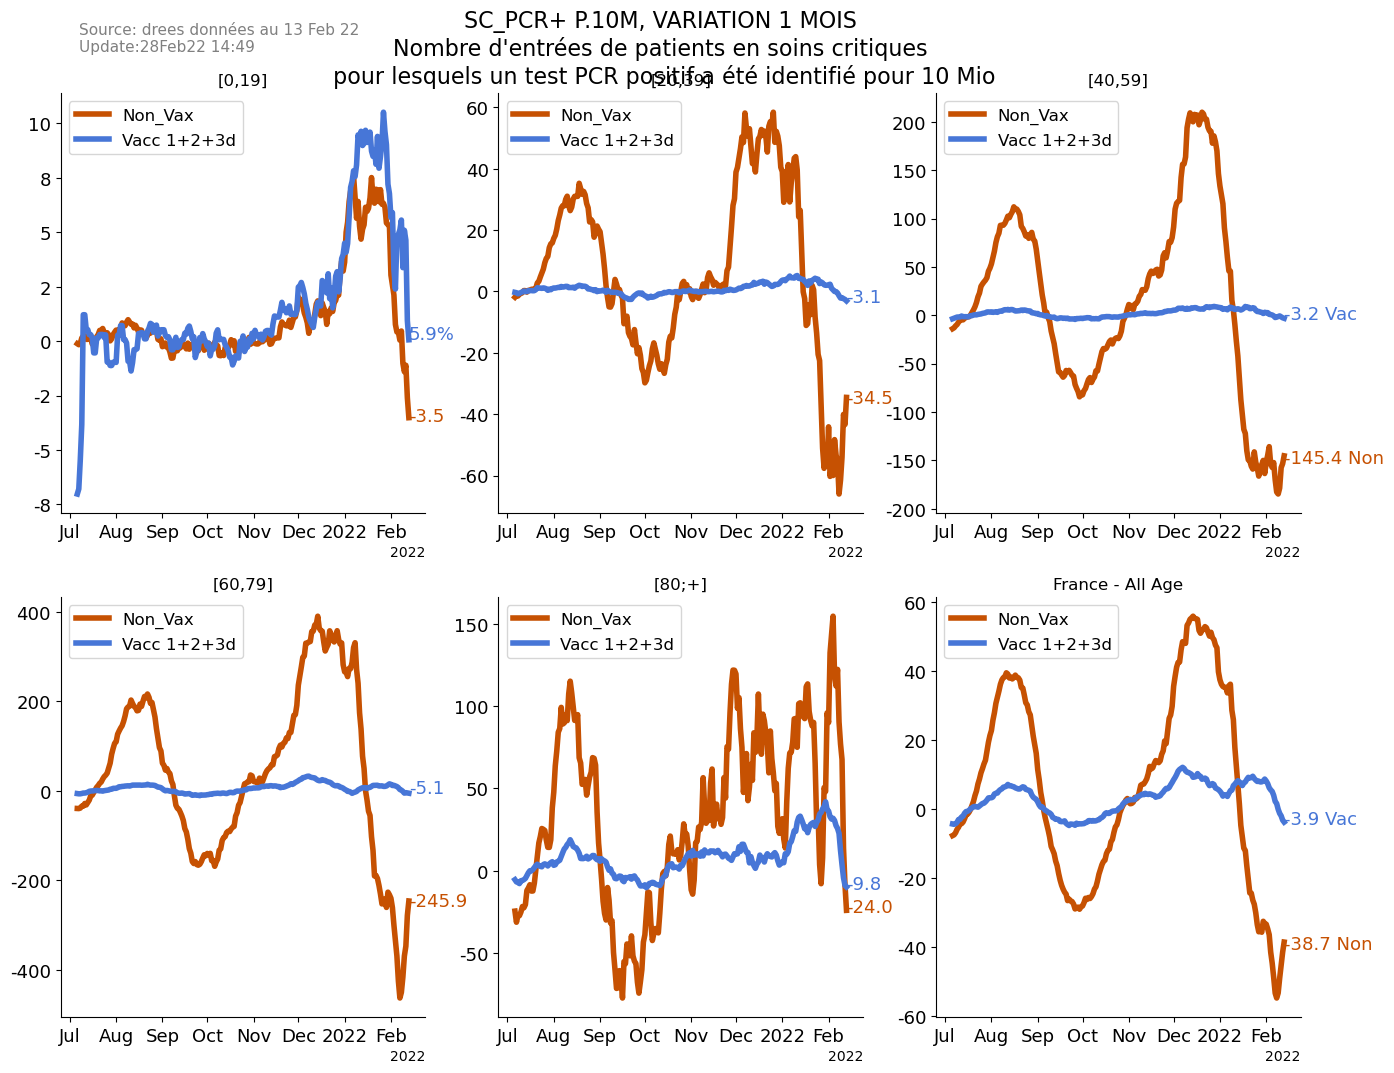 Source: drees données au 13 Feb 22
Update:28Feb22 14:49
SC_PCR+ P.10M, VARIATION 1 MOIS
Nombre d'entrées de patients en soins critiques
pour lesquels un test PCR positif a été identifié pour 10 Mio
[0,19]
Non_Vax
Vacc 1+2+3d
10
8
5
2
0
-2
-5
-8
5.9%
-3.5
Jul Aug Sep Oct Nov Dec 2022 Feb
2022
[20,39]
Non_Vax
Vacc 1+2+3d
60
40
20
0
-20
-40
-60
-3.1
-34.5
Jul Aug Sep Oct Nov Dec 2022 Feb
2022
[40,59]
Non_Vax
Vacc 1+2+3d
200
150
100
50
0
-50
-100
-150
-200
-3.2 Vac
-145.4 Non
Jul Aug Sep Oct Nov Dec 2022 Feb
2022
[60,79]
Non_Vax
Vacc 1+2+3d
400
200
0
-200
-400
-5.1
-245.9
Jul Aug Sep Oct Nov Dec 2022 Feb
2022
[80;+]
Non_Vax
Vacc 1+2+3d
150
100
50
0
-50
-9.8
-24.0
Jul Aug Sep Oct Nov Dec 2022 Feb
2022
France - All Age
Non_Vax
Vacc 1+2+3d
60
40
20
0
-20
-40
-60
-3.9 Vac
-38.7 Non
Jul Aug Sep Oct Nov Dec 2022 Feb
2022